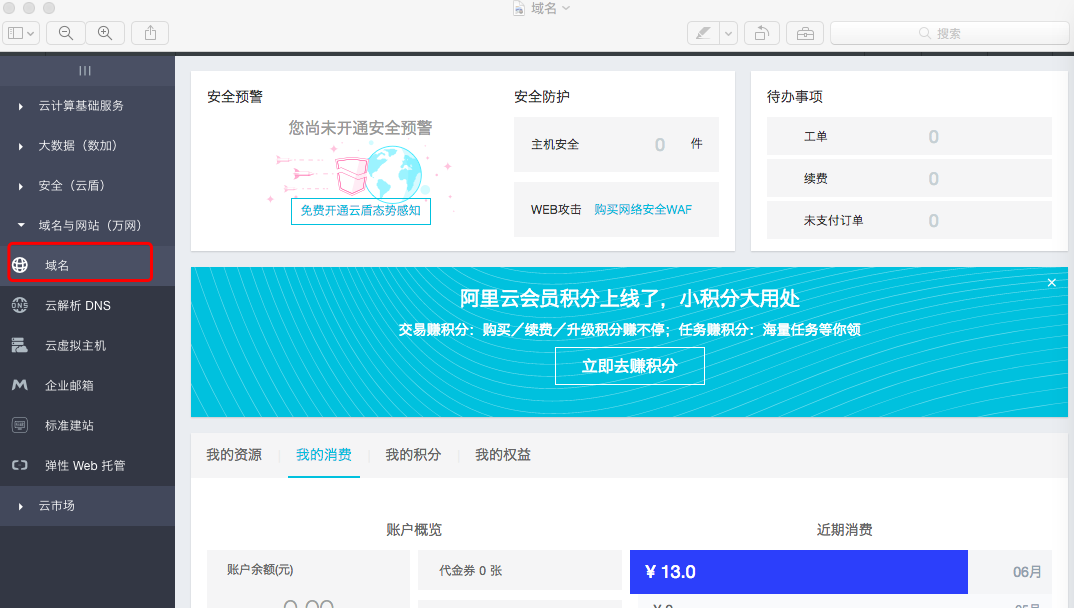 域名
搜索
云计算基础服务
大数据（数加）
安全（云盾）
域名与网站（万网）
域名
DNS
云解析 DNS
云虚拟主机
企业邮箱
标准建站
弹性 Web 托管
云市场
安全预警
您尚未开通安全预警
免费开通云盾态势感知
安全防护
主机安全 0 件
WEB攻击 购买网络安全WAF
待办事项
工单 0
续费 0
未支付订单 0
阿里云会员积分上线了，小积分大用处
交易赚积分：购买／续费／升级积分赚不停；任务赚积分：海量任务等你领
立即去赚积分
我的资源 我的消费 我的积分 我的权益
账户概览
账户余额(元)
代金券 0 张
近期消费
¥ 13.0 06月